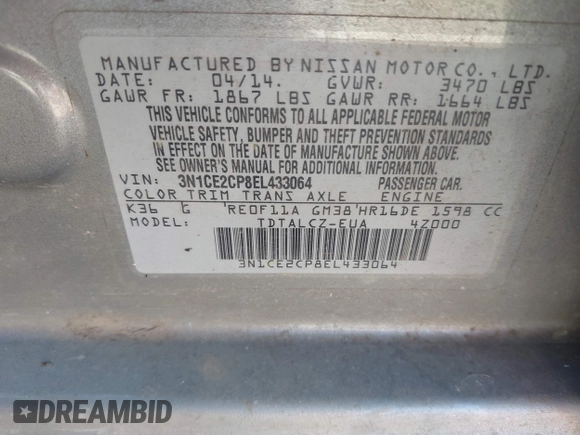 MANUFACTURED BY NISSAN MOTOR CO., LTD.
DATE: 04/14. GVWR: 3470 LBS
GAWR FR: 1867 LBS GAWR RR: 1664 LBS
THIS VEHICLE CONFORMS TO ALL APPLICABLE FEDERAL MOTOR
VEHICLE SAFETY, BUMPER AND THEFT PREVENTION STANDARDS
IN EFFECT ON THE DATE OF MANUFACTURE SHOWN ABOVE.
SEE OWNER'S MANUAL FOR ADDITIONAL INFORMATION.
VIN: 3N1CE2CP8EL433064 PASSENGER CAR.
COLOR TRIM TRANS AXLE ENGINE
K36 G 'RE0F11A GM38'HR16DE 1598 CC
MODEL: TDTALCZ-EUA 4Z000
3N1CE2CP8EL433064
DREAMBID